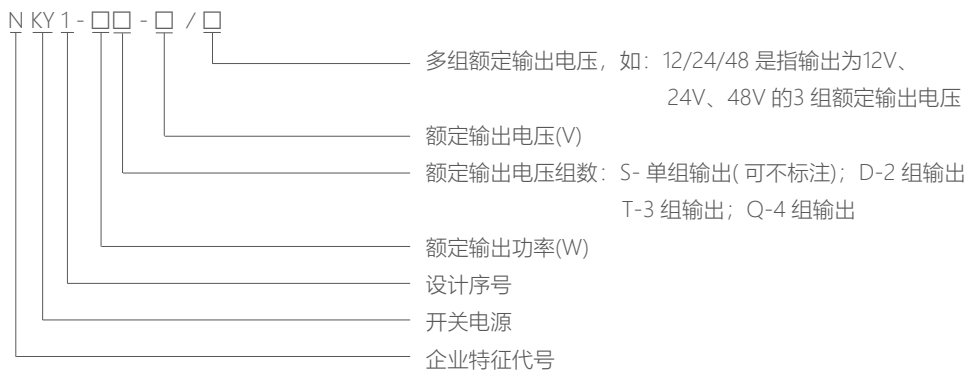 N KY 1 - □□ - □ / □
多组额定输出电压，如：12/24/48 是指输出为12V、
24V、48V 的3 组额定输出电压
额定输出电压(V)
额定输出电压组数：S- 单组输出( 可不标注)；D-2 组输出
T-3 组输出；Q-4 组输出
额定输出功率(W)
设计序号
开关电源
企业特征代号